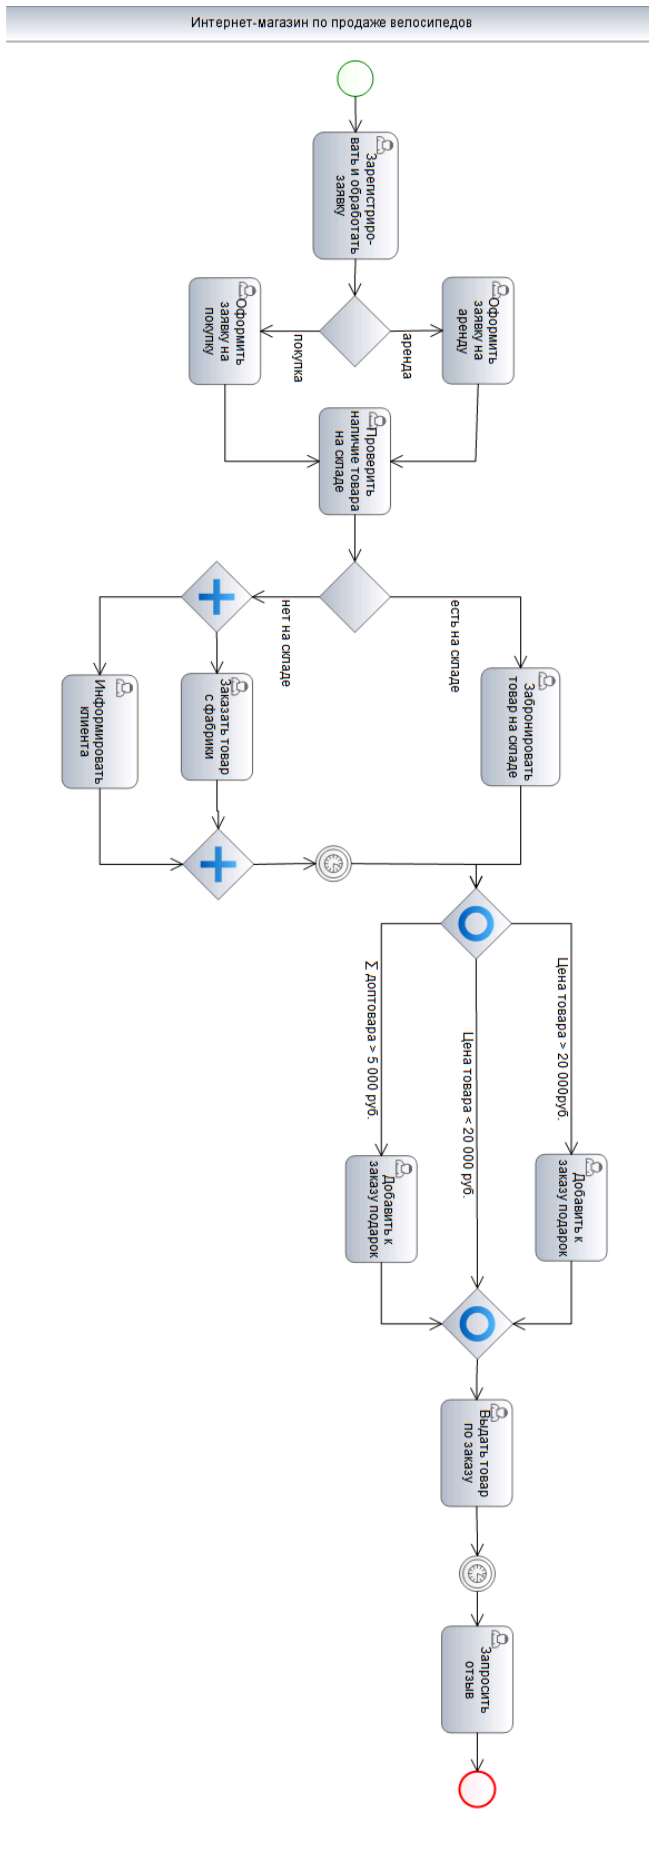 Интернет-магазин по продаже велосипедов
Зарегистриро-
вать и обработать
заявку
Оформить
заявку на
покупку
покупка
аренда
Оформить
заявку на
аренду
Проверить
наличие товара
на складе
нет на складе
есть на складе
Информировать
клиента
Заказать товар
с фабрики
Забронировать
товар на складе
Σ доптовара > 5 000 руб.
Цена товара < 20 000 руб.
Цена товара > 20 000руб.
Добавить к
заказу подарок
Добавить к
заказу подарок
Выдать товар
по заказу
Запросить
отзыв